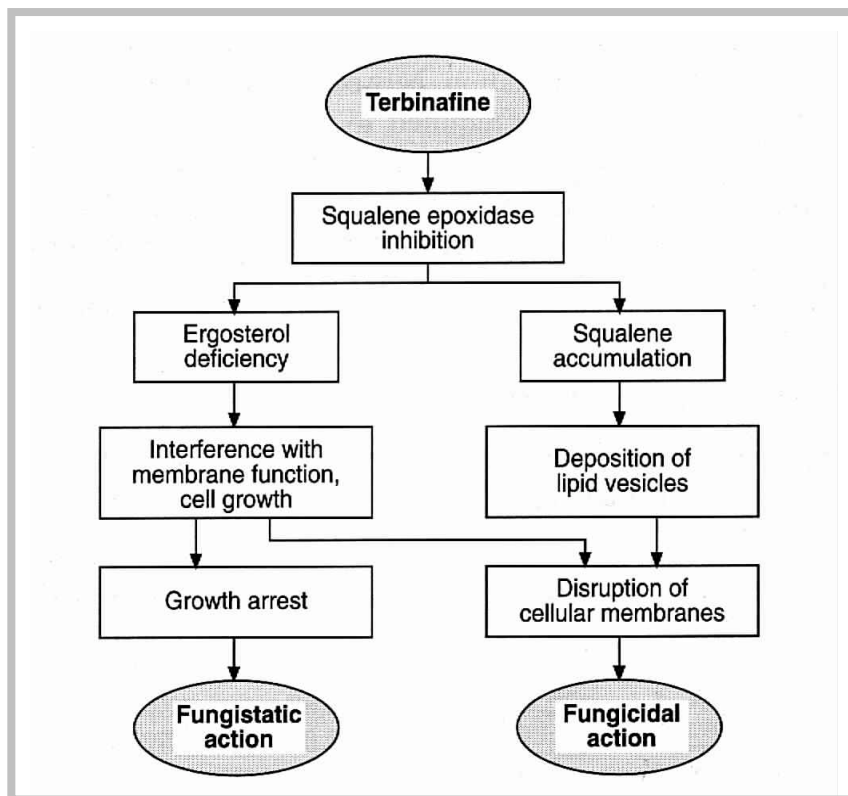 Terbinafine
Squalene epoxidase
inhibition
Ergosterol
deficiency
Squalene
accumulation
Interference with
membrane function,
cell growth
Deposition of
lipid vesicles
Growth arrest
Disruption of
cellular membranes
Fungistatic
action
Fungicidal
action